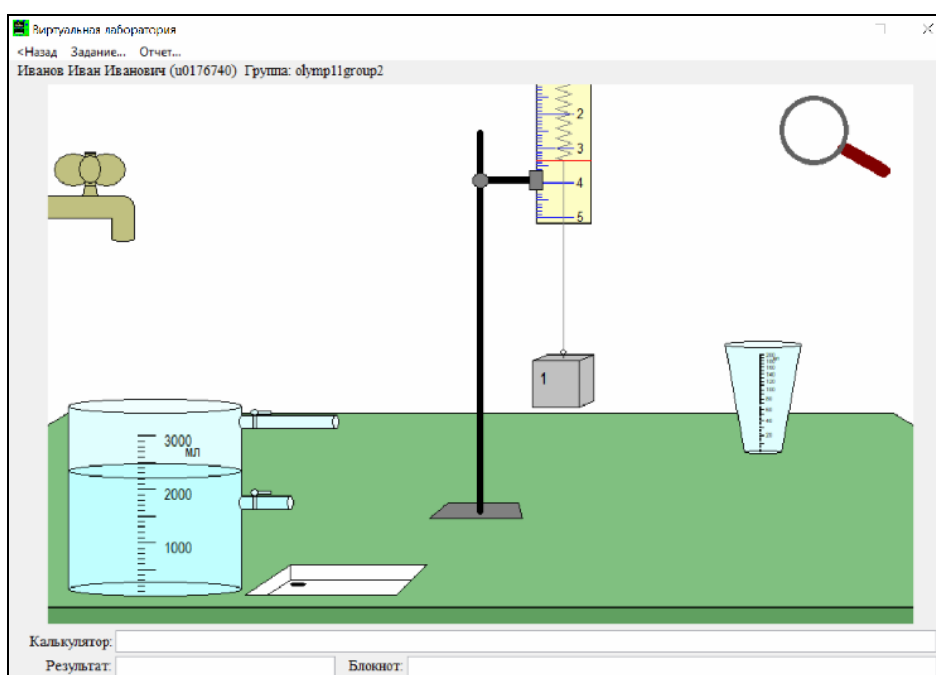 Виртуальная лаборатория
<Назад Задание... Отчет...
Иванов Иван Иванович (u0176740) Группа: olymp11group2
2
3
4
5
1
3000
мл
2000
1000
Калькулятор:
Результат: Блокнот: